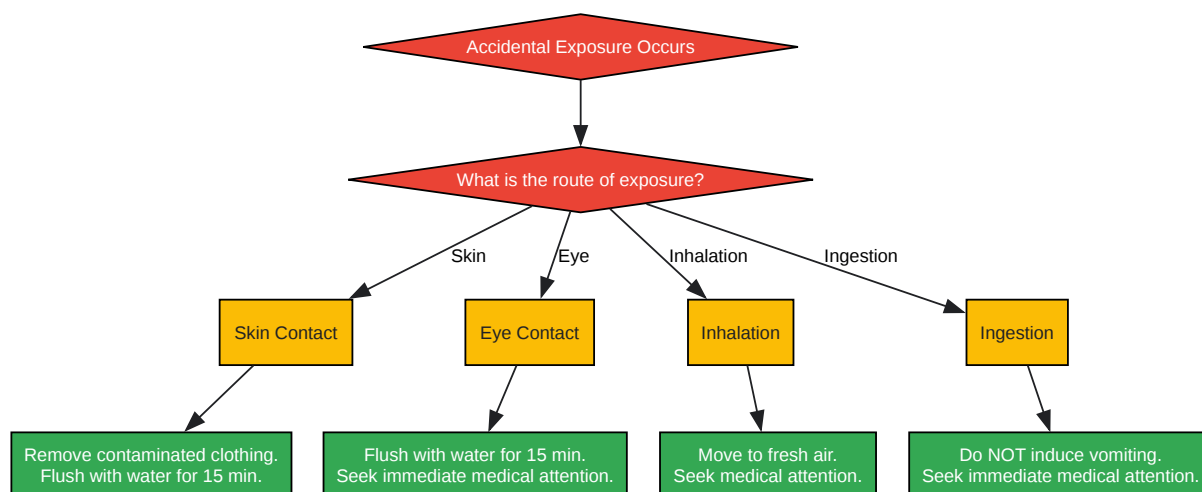 Accidental Exposure Occurs
What is the route of exposure?
Skin
Eye
Inhalation
Ingestion
Skin Contact
Eye Contact
Inhalation
Ingestion
Remove contaminated clothing.
Flush with water for 15 min.
Flush with water for 15 min.
Seek immediate medical attention.
Move to fresh air.
Seek medical attention.
Do NOT induce vomiting.
Seek immediate medical attention.